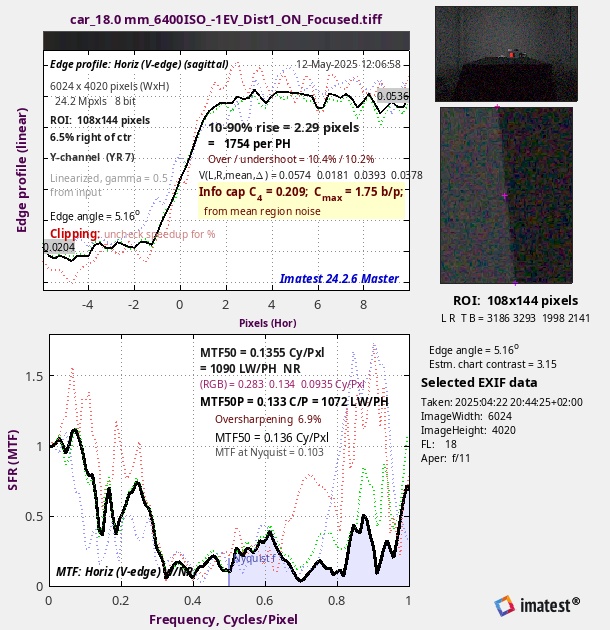 car_18.0 mm_6400ISO_-1EV_Dist1_ON_Focused.tiff
Edge profile: Horiz (V-edge) (sagittal)
12-May-2025 12:06:58
6024 x 4020 pixels (WxH)
24.2 Mpxls 8 bit
0.0536
ROI: 108x144 pixels
6.5% right of ctr
10-90% rise = 2.29 pixels
= 1754 per PH
Y-channel (YR 7)
Over / undershoot = 10.4% / 10.2%
Linearized, gamma = 0.5
V(L,R,mean,Δ) = 0.0574 0.0181 0.0393 0.0378
from input
Info cap C4 = 0.209; Cmax = 1.75 b/p;
from mean region noise
Edge angle = 5.16o
Clipping: uncheck speedup for %
0.0204
Imatest 24.2.6 Master
Edge profile (linear)
-4 -2 0 2 4 6 8
Pixels (Hor)
ROI: 108x144 pixels
L R T B = 3186 3293 1998 2141
Edge angle = 5.16o
Estm. chart contrast = 3.15
Selected EXIF data
Taken: 2025:04:22 20:44:25+02:00
ImageWidth: 6024
ImageHeight: 4020
FL: 18
Aper: f/11
MTF50 = 0.1355 Cy/Pxl
= 1090 LW/PH NR
(RGB) = 0.283 0.134 0.0935 Cy/Pxl
MTF50P = 0.133 C/P = 1072 LW/PH
Oversharpening 6.9%
MTF50 = 0.136 Cy/Pxl
MTF at Nyquist = 0.103
SFR (MTF)
1.5
1
0.5
0
Nyquist f
MTF: Horiz (V-edge) W/NR
0 0.2 0.4 0.6 0.8 1
Frequency, Cycles/Pixel
imatest®